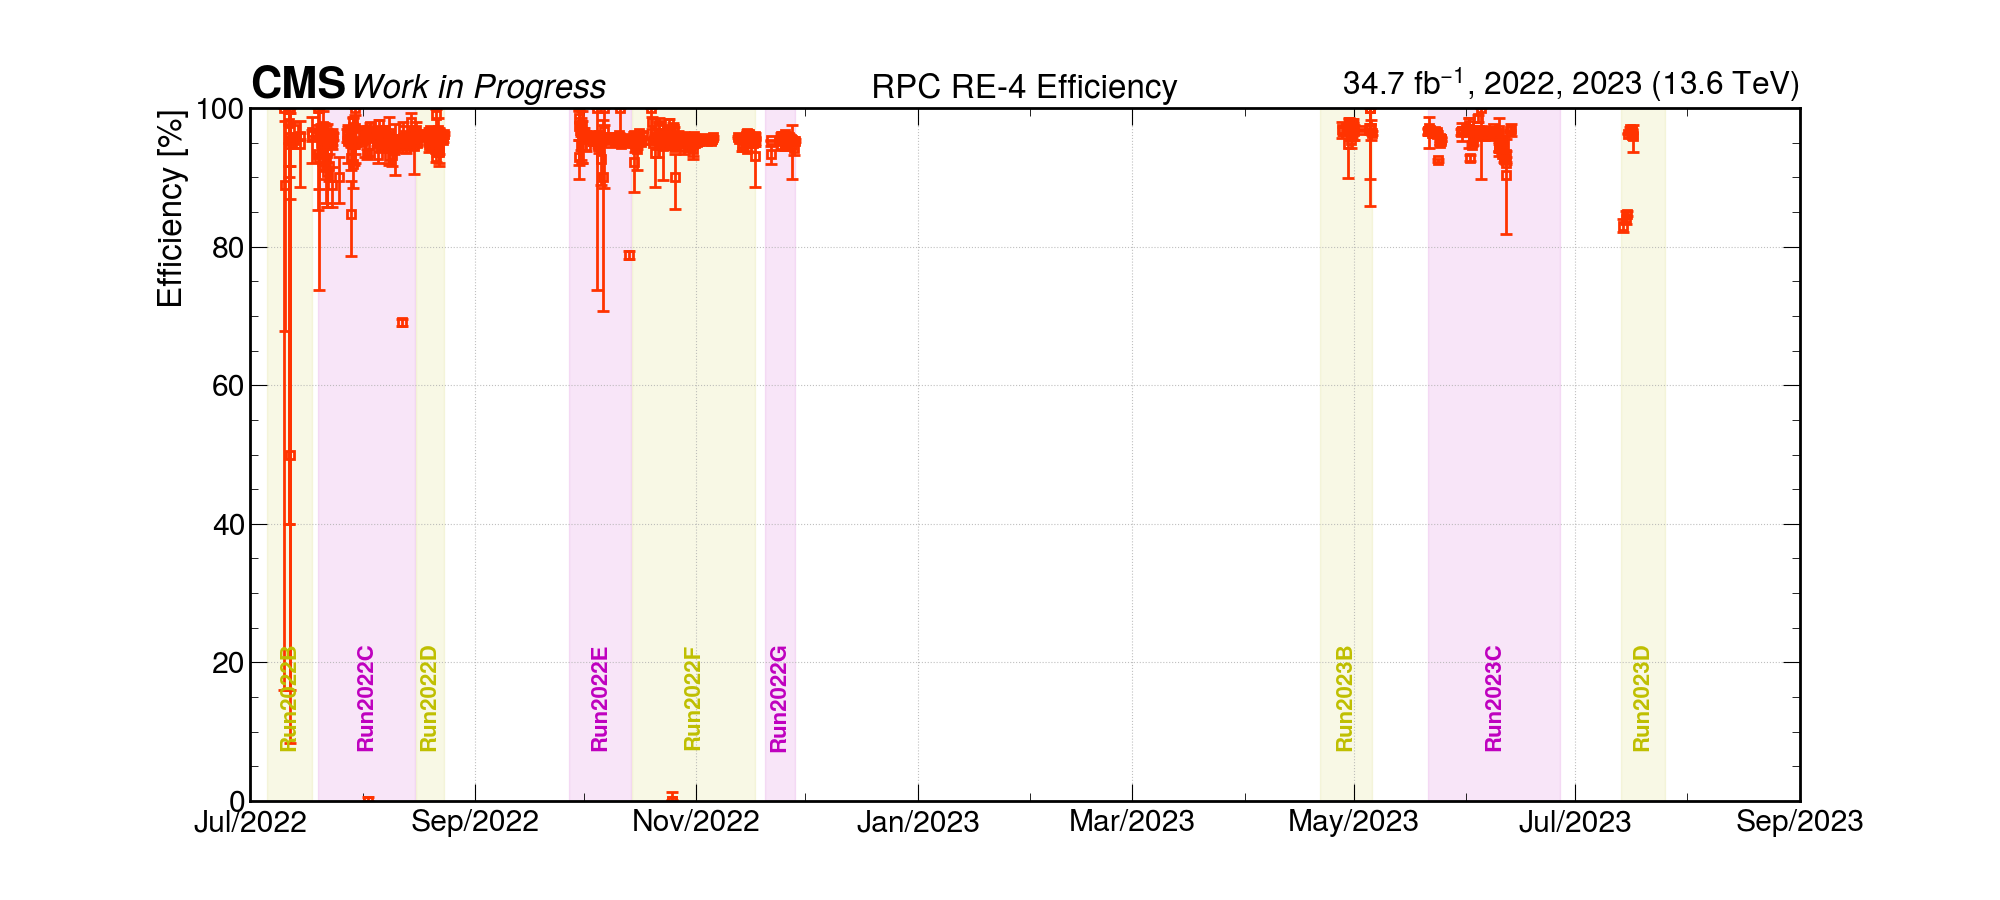 CMS Work in Progress RPC RE-4 Efficiency 34.7 fb⁻¹, 2022, 2023 (13.6 TeV)
Efficiency [%]
100
80
60
40
20
0
Run2022B Run2022C Run2022D Run2022E Run2022F Run2022G Run2023B Run2023C Run2023D
Jul/2022 Sep/2022 Nov/2022 Jan/2023 Mar/2023 May/2023 Jul/2023 Sep/2023